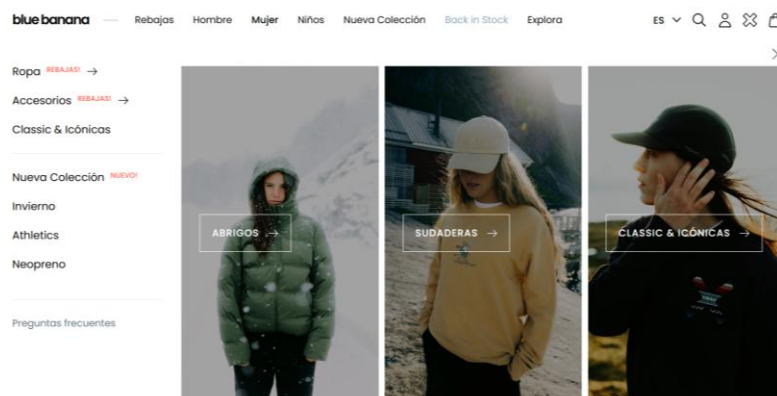 blue banana
Rebajas
Hombre
Mujer
Niños
Nueva Colección
Back in Stock
Explora
ES
Ropa REBAJAS! →
Accesorios REBAJAS! →
Classic & Icónicas
Nueva Colección NUEVO!
Invierno
Athletics
Neopreno
Preguntas frecuentes
ABRIGOS →
SUDADERAS →
CLASSIC & ICÓNICAS →